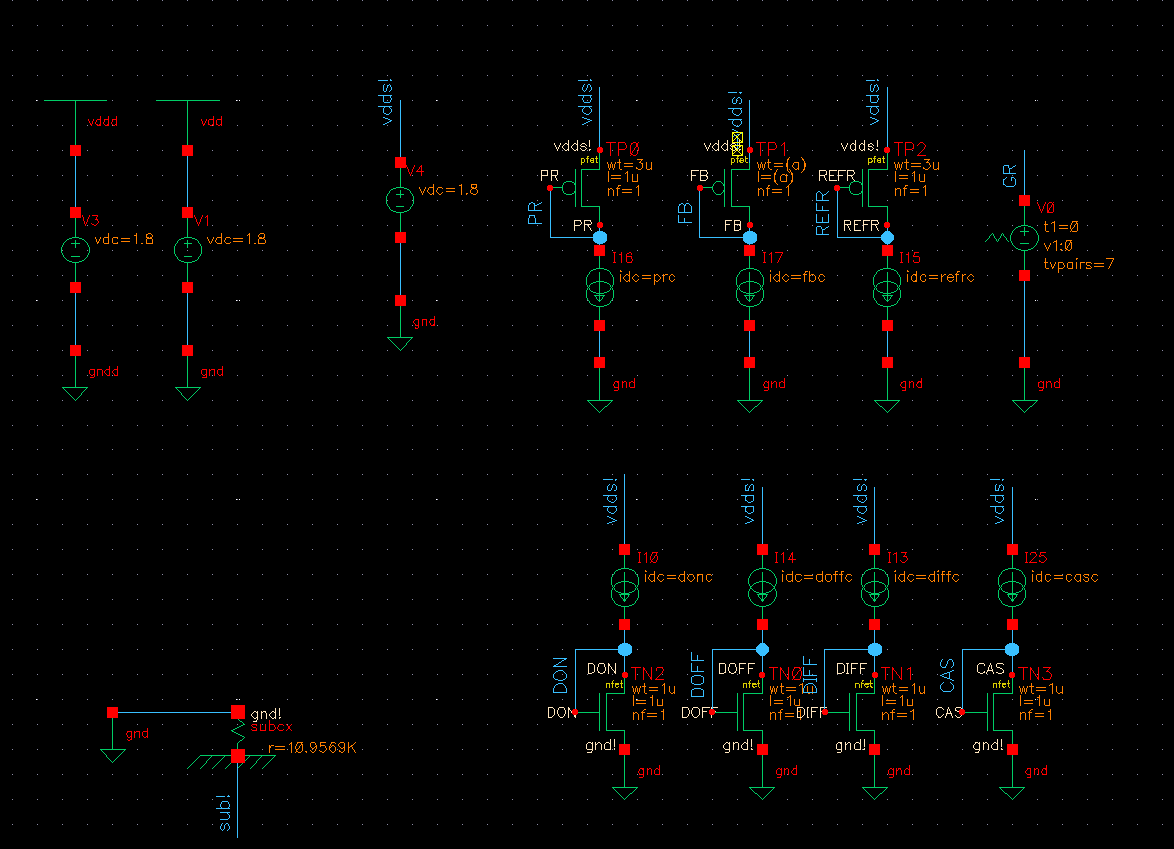 vddd
V3
vdc=1.8
gndd
vdd
V1
vdc=1.8
gnd
vdds!
V4
vdc=1.8
gnd
vdds!
vdds!
TP0
pfet
wt=3u
l=1u
nf=1
PR
PR
PR
I16
idc=prc
gnd
vdds!
vdds!
TP1
pfet
wt=(a)
l=(a)
nf=1
FB
FB
FB
I17
idc=fbc
gnd
vdds!
vdds!
TP2
pfet
wt=3u
l=1u
nf=1
REFR
REFR
REFR
I15
idc=refrc
gnd
GR
V0
t1=0
v1:0
tvpairs=7
gnd
vdds!
I10
idc=donc
DON
DON
TN2
nfet
wt=1u
l=1u
nf=1
DON
gnd!
gnd
vdds!
I14
idc=doffc
DOFF
DOFF
TN0
nfet
wt=1u
l=1u
nf=1
DOFF
gnd!
gnd
vdds!
I13
idc=diffc
DIFF
DIFF
TN1
nfet
wt=1u
l=1u
nf=1
DIFF
gnd!
gnd
vdds!
I25
idc=casc
CAS
CAS
TN3
nfet
wt=1u
l=1u
nf=1
CAS
gnd!
gnd
gnd
gnd!
subcx
r=10.9569K
sub!